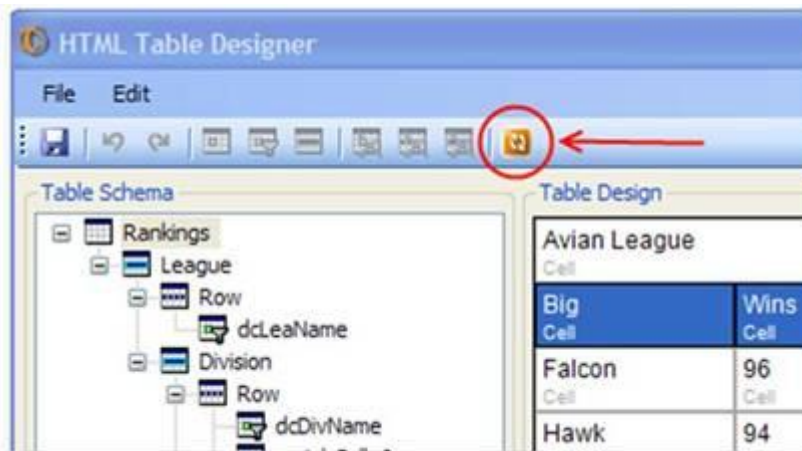 HTML Table Designer
File Edit
Table Schema
Rankings
League
Row
dcLeaName
Division
Row
dcDivName
Table Design
Avian League
Cell
Big Wins
Cell Cell
Falcon 96
Cell Cell
Hawk 94